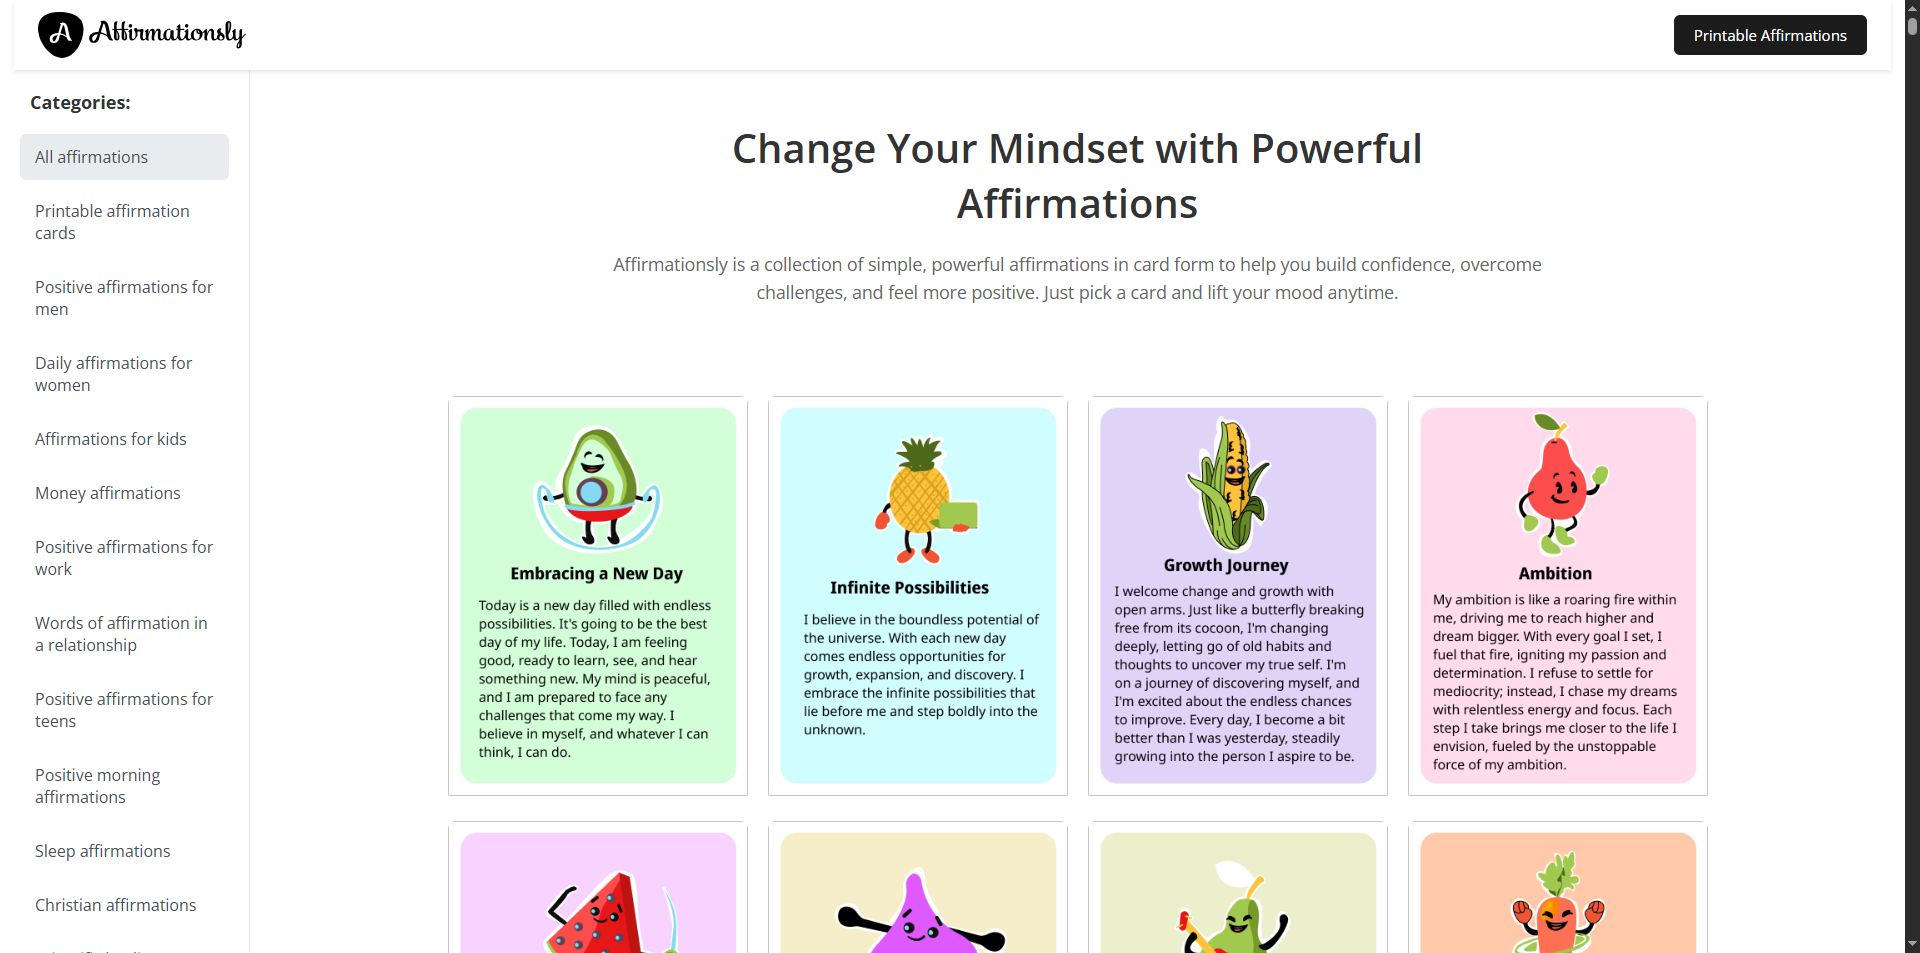 A Affirmationsly
Printable Affirmations
Categories:
All affirmations
Printable affirmation
cards
Positive affirmations for
men
Daily affirmations for
women
Affirmations for kids
Money affirmations
Positive affirmations for
work
Words of affirmation in
a relationship
Positive affirmations for
teens
Positive morning
affirmations
Sleep affirmations
Christian affirmations
Change Your Mindset with Powerful
Affirmations
Affirmationsly is a collection of simple, powerful affirmations in card form to help you build confidence, overcome
challenges, and feel more positive. Just pick a card and lift your mood anytime.
Embracing a New Day
Today is a new day filled with endless
possibilities. It's going to be the best
day of my life. Today, I am feeling
good, ready to learn, see, and hear
something new. My mind is peaceful,
and I am prepared to face any
challenges that come my way. I
believe in myself, and whatever I can
think, I can do.
Infinite Possibilities
I believe in the boundless potential of
the universe. With each new day
comes endless opportunities for
growth, expansion, and discovery. I
embrace the infinite possibilities that
lie before me and step boldly into the
unknown.
Growth Journey
I welcome change and growth with
open arms. Just like a butterfly breaking
free from its cocoon, I'm changing
deeply, letting go of old habits and
thoughts to uncover my true self. I'm
on a journey of discovering myself, and
I'm excited about the endless chances
to improve. Every day, I become a bit
better than I was yesterday, steadily
growing into the person I aspire to be.
Ambition
My ambition is like a roaring fire within
me, driving me to reach higher and
dream bigger. With every goal I set, I
fuel that fire, igniting my passion and
determination. I refuse to settle for
mediocrity; instead, I chase my dreams
with relentless energy and focus. Each
step I take brings me closer to the life I
envision, fueled by the unstoppable
force of my ambition.